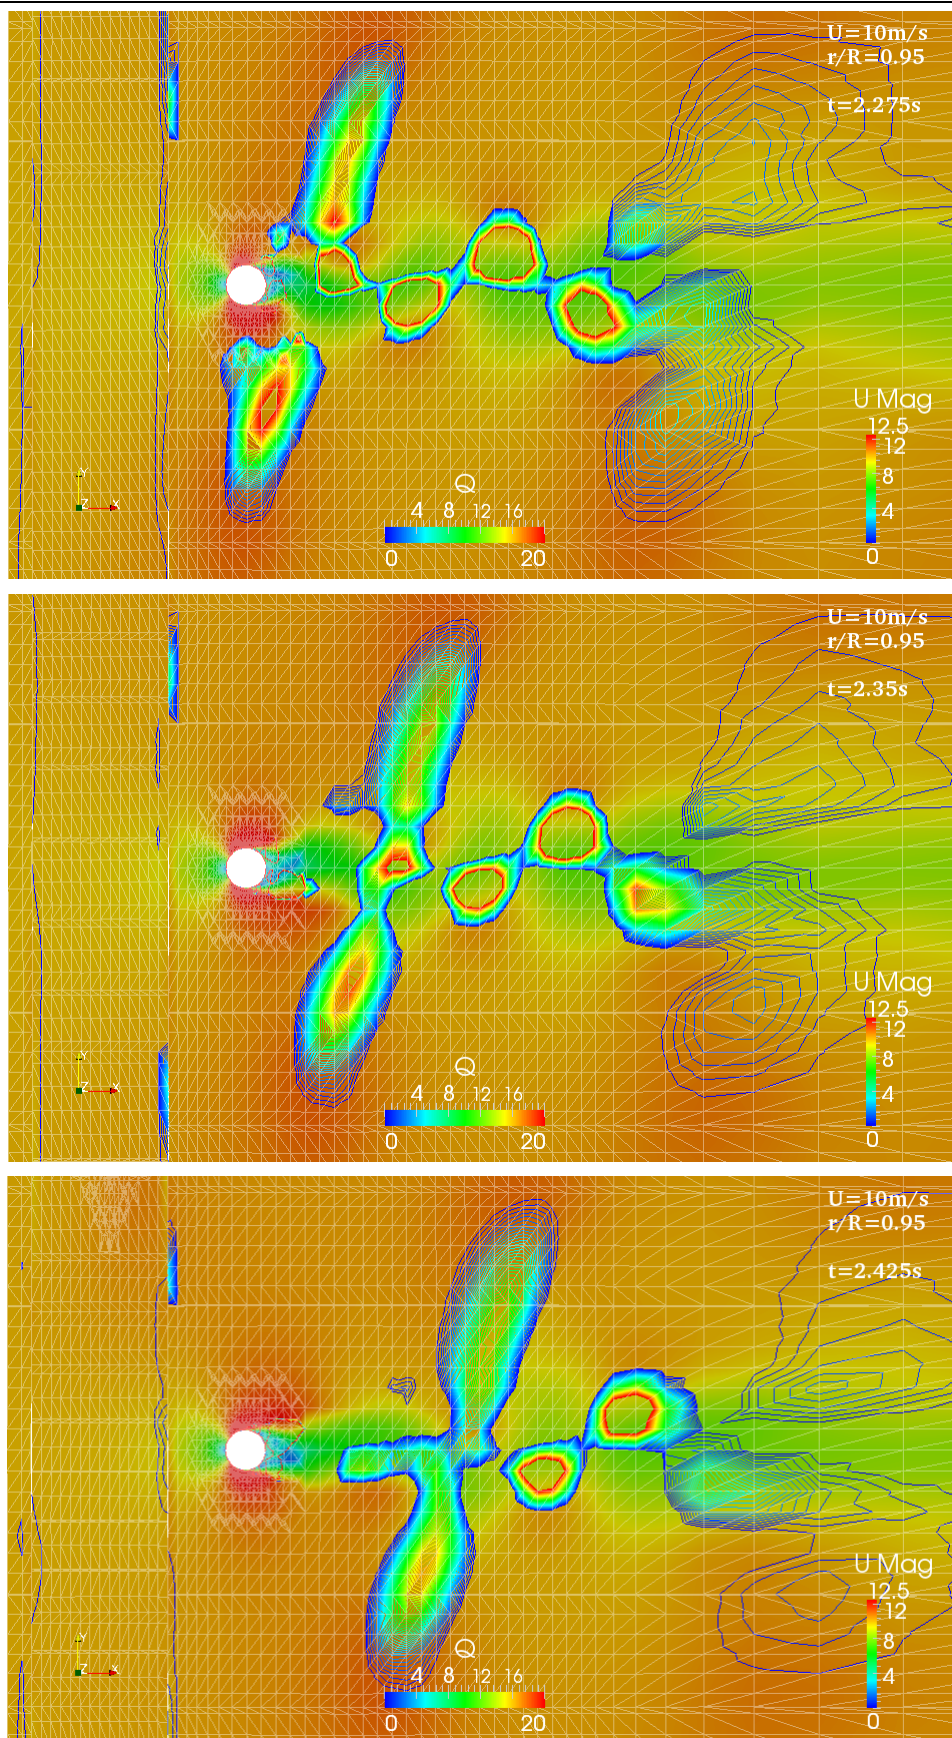 U=10m/s
r/R=0.95
t=2.275s
U Mag
12.5
12
8
4
0
Q
4 8 12 16
0 20
Y
Z X
U=10m/s
r/R=0.95
t=2.35s
U Mag
12.5
12
8
4
0
Q
4 8 12 16
0 20
Y
Z X
U=10m/s
r/R=0.95
t=2.425s
U Mag
12.5
12
8
4
0
Q
4 8 12 16
0 20
Y
Z X